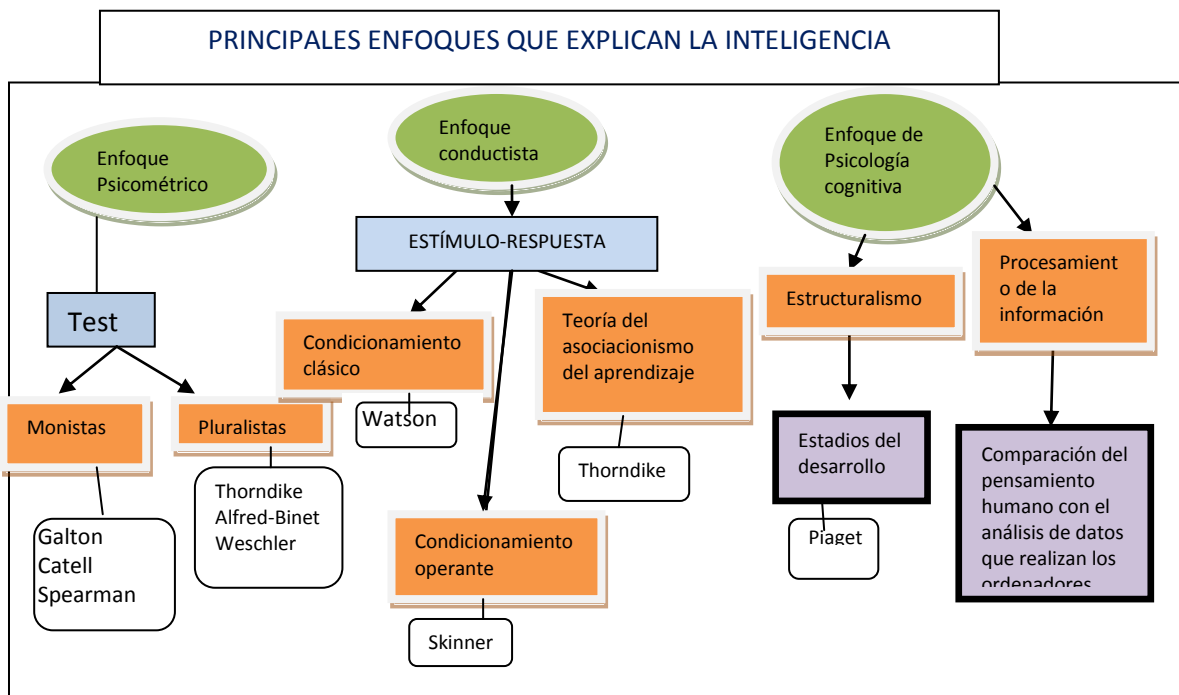 PRINCIPALES ENFOQUES QUE EXPLICAN LA INTELIGENCIA
Enfoque
Psicométrico
Test
Monistas
Galton
Catell
Spearman
Pluralistas
Thorndike
Alfred-Binet
Weschler
Enfoque
conductista
ESTÍMULO-RESPUESTA
Condicionamiento
clásico
Watson
Condicionamiento
operante
Skinner
Teoría del
asociacionismo
del aprendizaje
Thorndike
Enfoque de
Psicología
cognitiva
Estructuralismo
Estadios del
desarrollo
Piaget
Procesamient
o de la
información
Comparación del
pensamiento
humano con el
análisis de datos
que realizan los
ordenadores